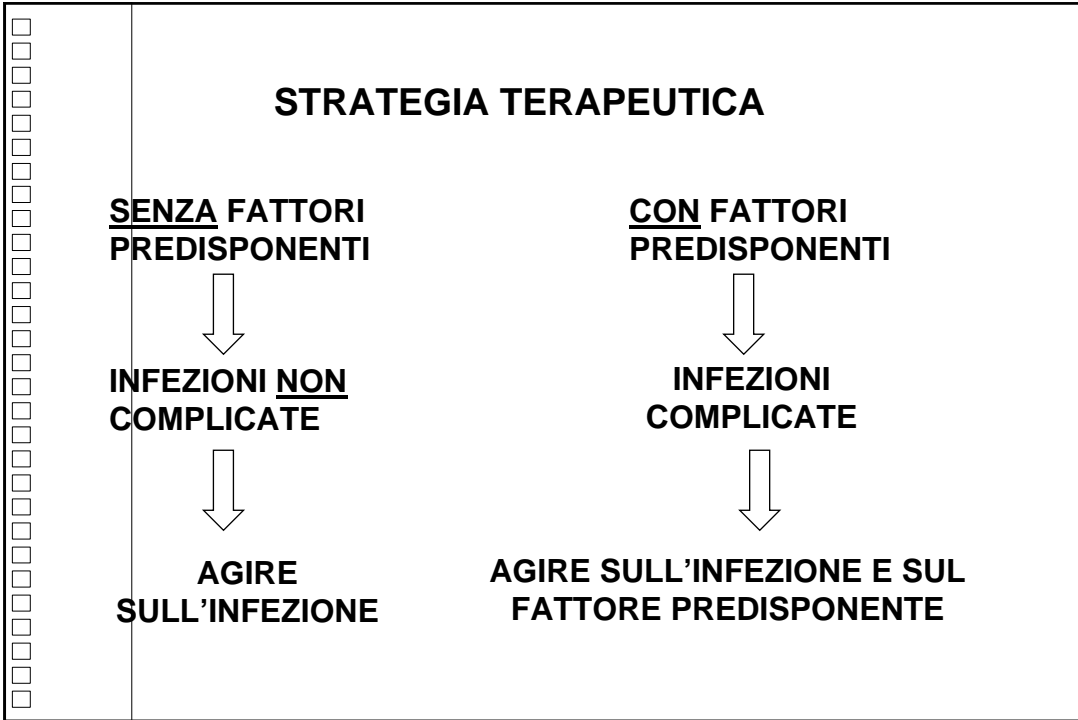 STRATEGIA TERAPEUTICA
SENZA FATTORI
PREDISPONENTI
INFEZIONI NON
COMPLICATE
AGIRE
SULL’INFEZIONE
CON FATTORI
PREDISPONENTI
INFEZIONI
COMPLICATE
AGIRE SULL’INFEZIONE E SUL
FATTORE PREDISPONENTE